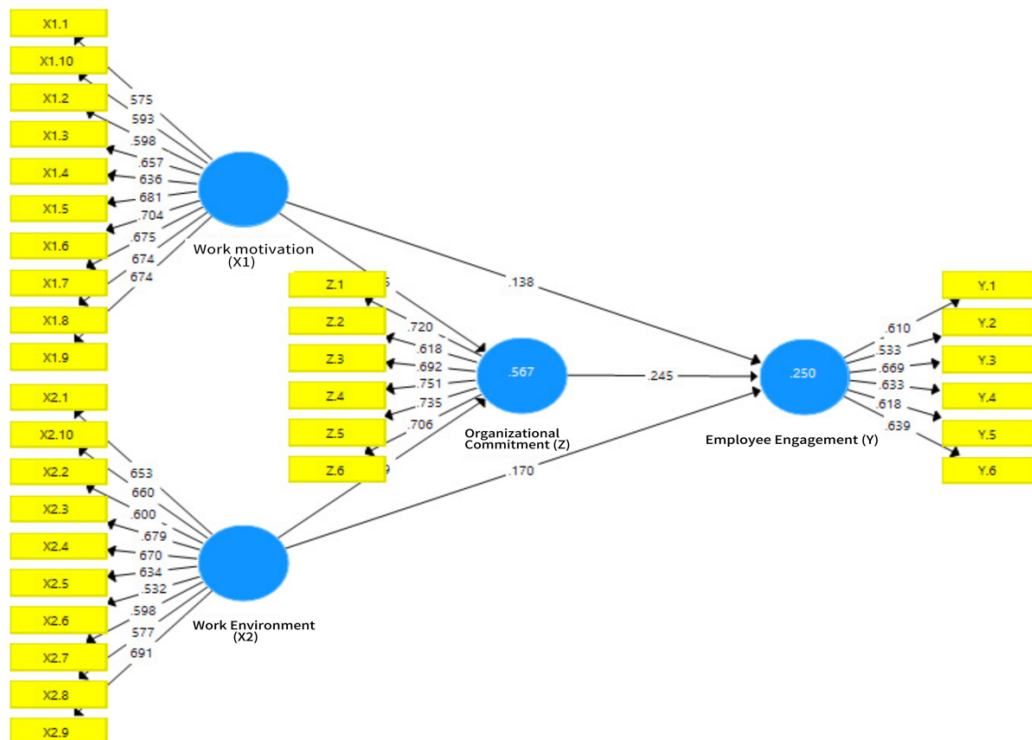 X1.1
X1.10
X1.2
X1.3
X1.4
X1.5
X1.6
X1.7
X1.8
X1.9
575
593
.598
.657
636
681
.704
.675
674
674
Work motivation
(X1)
X2.1
X2.10
X2.2
X2.3
X2.4
X2.5
X2.6
X2.7
X2.8
X2.9
653
660
.600
.679
670
634
.532
.598
577
691
Work Environment
(X2)
Z.1
Z.2
Z.3
Z.4
Z.5
Z.6
.720
.618
.692
.751
.735
.706
.567
Organizational
Commitment (Z)
.138
.245
.170
.250
Employee Engagement (Y)
.610
.533
.669
.633
.618
.639
Y.1
Y.2
Y.3
Y.4
Y.5
Y.6